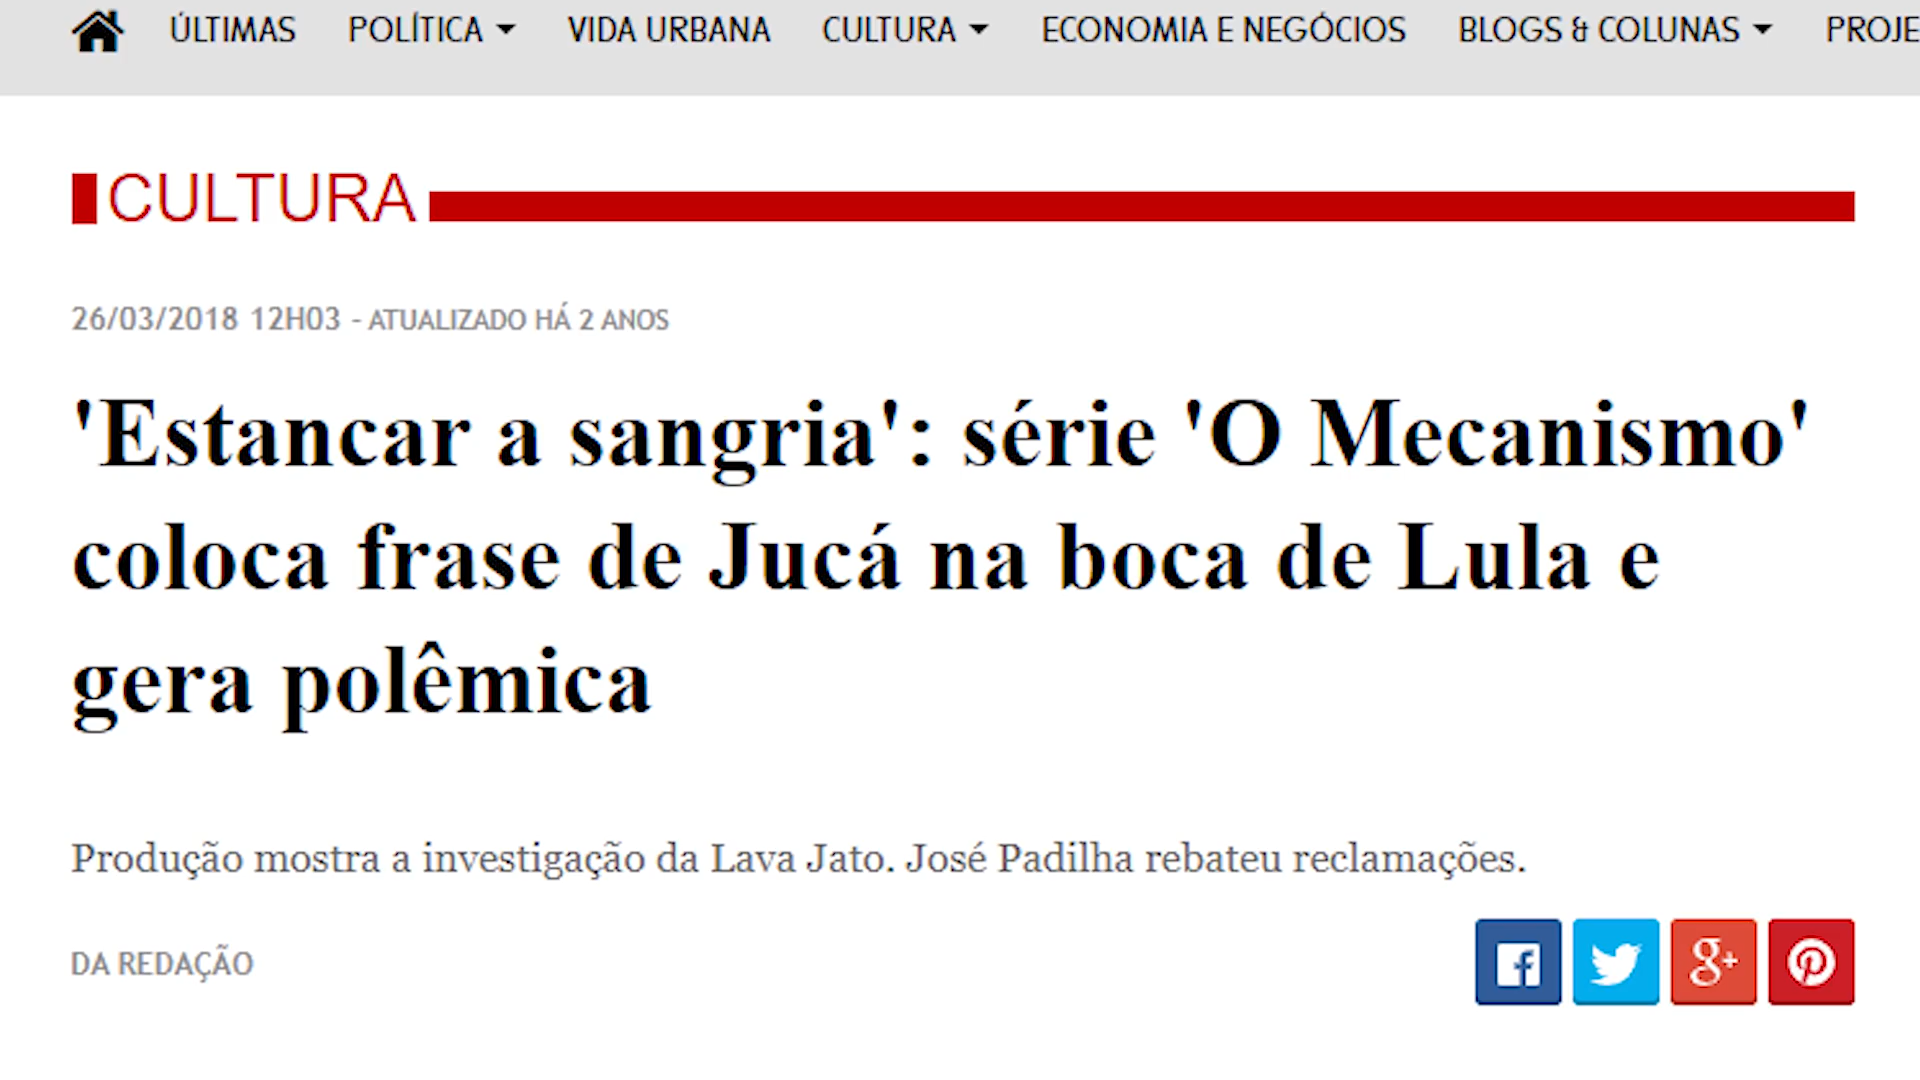 ÚLTIMAS POLÍTICA VIDA URBANA CULTURA ECONOMIA E NEGÓCIOS BLOGS & COLUNAS PROJE
CULTURA
26/03/2018 12H03 - ATUALIZADO HÁ 2 ANOS
'Estancar a sangria': série 'O Mecanismo'
coloca frase de Jucá na boca de Lula e
gera polêmica
Produção mostra a investigação da Lava Jato. José Padilha rebateu reclamações.
DA REDAÇÃO